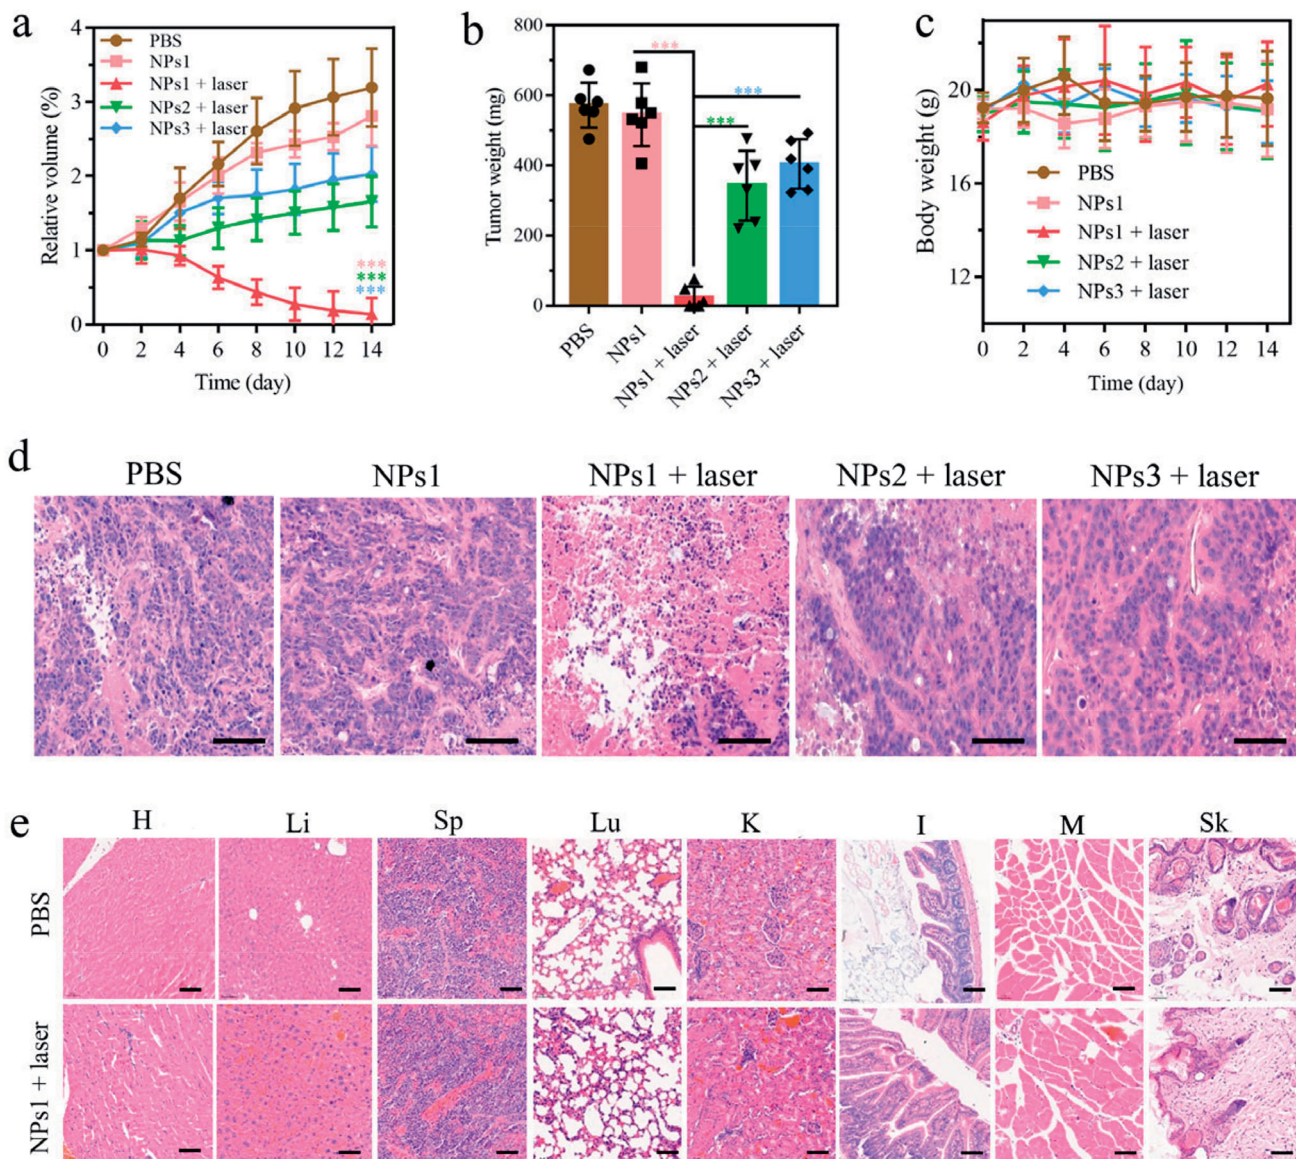 a
4
3
2
1
0
Relative volume (%)
PBS
NPs1
NPs1 + laser
NPs2 + laser
NPs3 + laser
***
***
***
0 2 4 6 8 10 12 14
Time (day)
b
800
600
400
200
0
Tumor weight (ng)
***
***
***
PBS
NPs1
NPs1 + laser
NPs2 + laser
NPs3 + laser
c
20
16
12
Body weight (g)
PBS
NPs1
NPs1 + laser
NPs2 + laser
NPs3 + laser
0 2 4 6 8 10 12 14
Time (day)
d
PBS NPs1 NPs1 + laser NPs2 + laser NPs3 + laser
e
H Li Sp Lu K I M Sk
PBS
NPs1 + laser